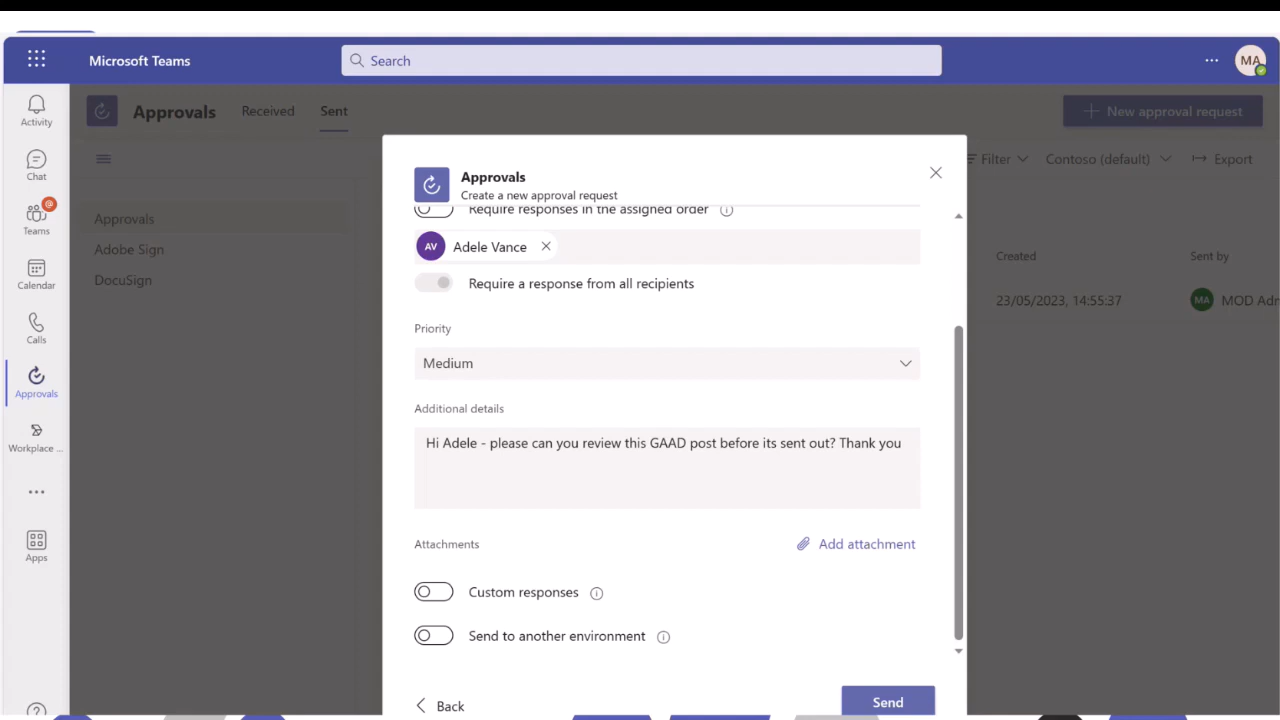 Microsoft Teams
Search
MA
Activity
Chat
Teams
Calendar
Calls
Approvals
Workplace ...
Apps
Approvals
Received
Sent
New approval request
Filter
Contoso (default)
Export
Approvals
Adobe Sign
DocuSign
Created
Sent by
23/05/2023, 14:55:37
MA
MOD Adm
Approvals
Create a new approval request
Require responses in the assigned order
AV
Adele Vance
Require a response from all recipients
Priority
Medium
Additional details
Hi Adele - please can you review this GAAD post before its sent out? Thank you
Attachments
Add attachment
Custom responses
Send to another environment
Back
Send